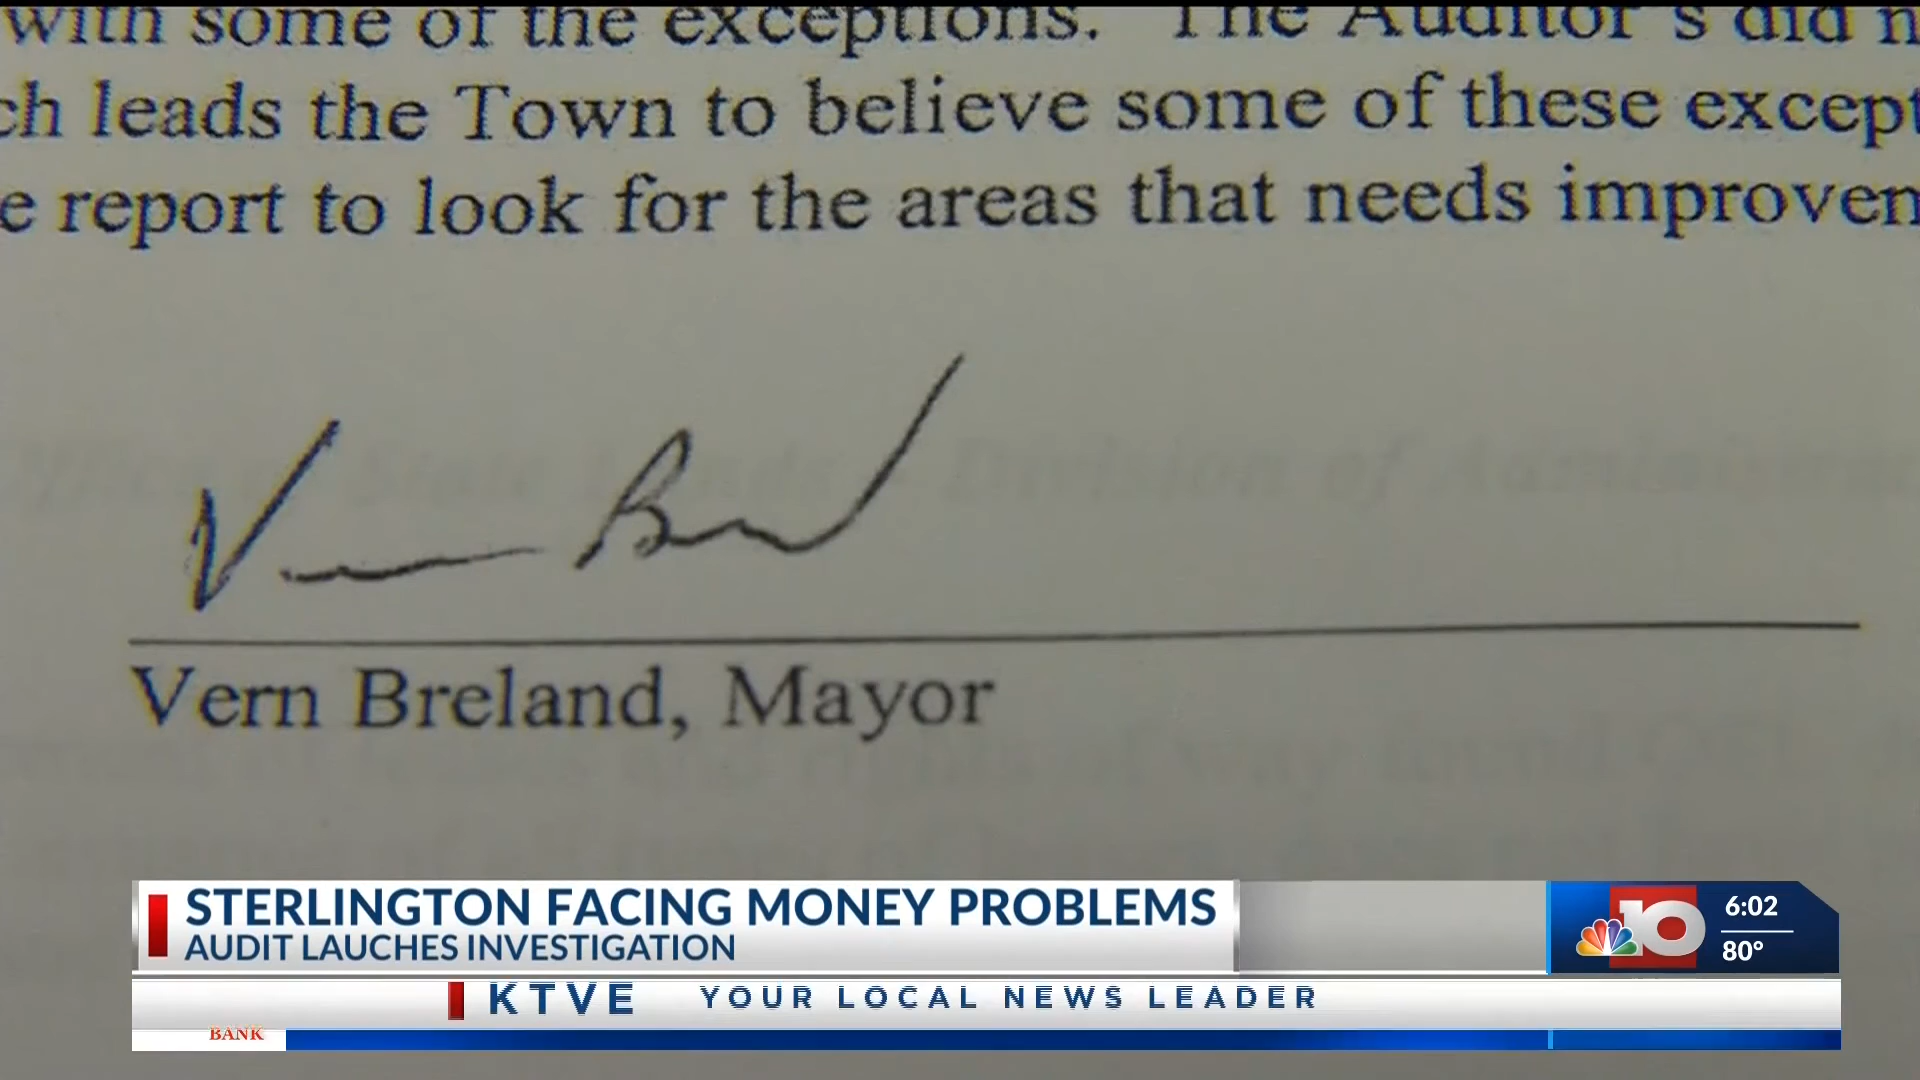 with some of the exceptions. The Auditor's did n
ch leads the Town to believe some of these except
e report to look for the areas that needs improvem
Vern Breland, Mayor
STERLINGTON FACING MONEY PROBLEMS
AUDIT LAUCHES INVESTIGATION
10
6:02
80°
KTVE YOUR LOCAL NEWS LEADER
BANK